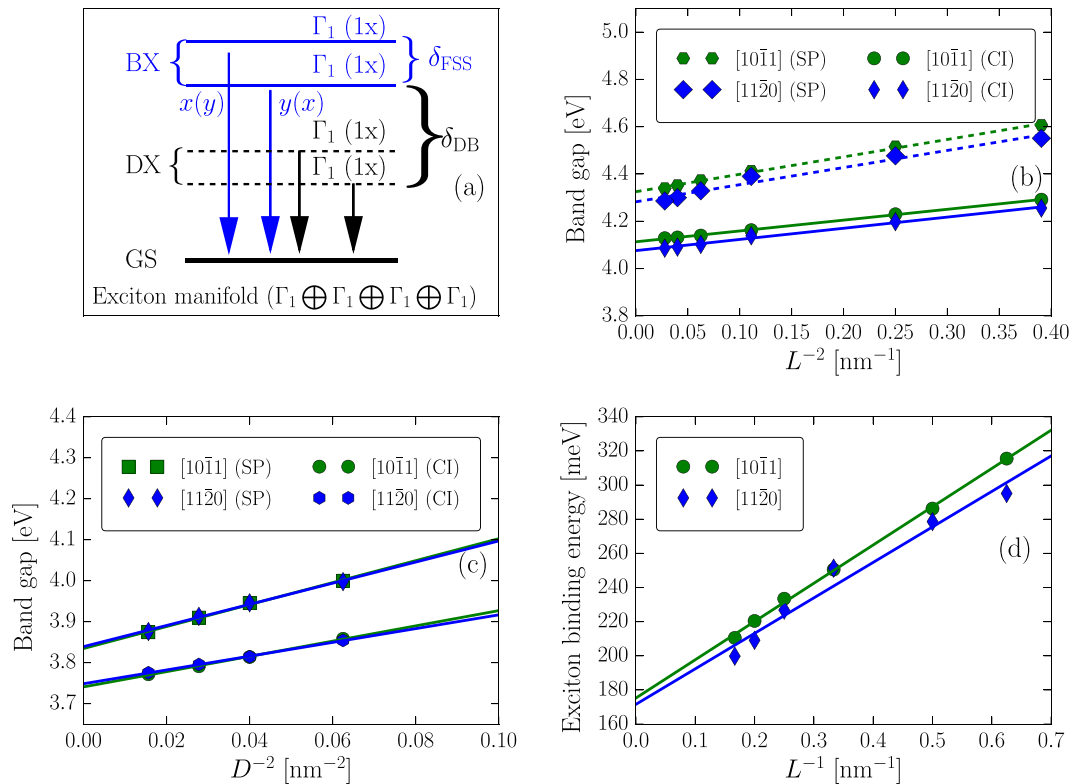 BX
Γ₁ (1x)
Γ₁ (1x)
δFSS
x(y)
y(x)
DX
Γ₁ (1x)
Γ₁ (1x)
δDB
(a)
GS
Exciton manifold (Γ₁ ⊕ Γ₁ ⊕ Γ₁ ⊕ Γ₁)
Band gap [eV]
5.0
4.8
4.6
4.4
4.2
4.0
3.8
[101̅1] (SP)
[101̅1] (CI)
[112̅0] (SP)
[112̅0] (CI)
(b)
0.00 0.05 0.10 0.15 0.20 0.25 0.30 0.35 0.40
L⁻² [nm⁻¹]
Band gap [eV]
4.4
4.3
4.2
4.1
4.0
3.9
3.8
3.7
[101̅1] (SP)
[101̅1] (CI)
[112̅0] (SP)
[112̅0] (CI)
(c)
0.00 0.02 0.04 0.06 0.08 0.10
D⁻² [nm⁻²]
Exciton binding energy [meV]
340
320
300
280
260
240
220
200
180
160
[101̅1]
[112̅0]
(d)
0.0 0.1 0.2 0.3 0.4 0.5 0.6 0.7
L⁻¹ [nm⁻¹]